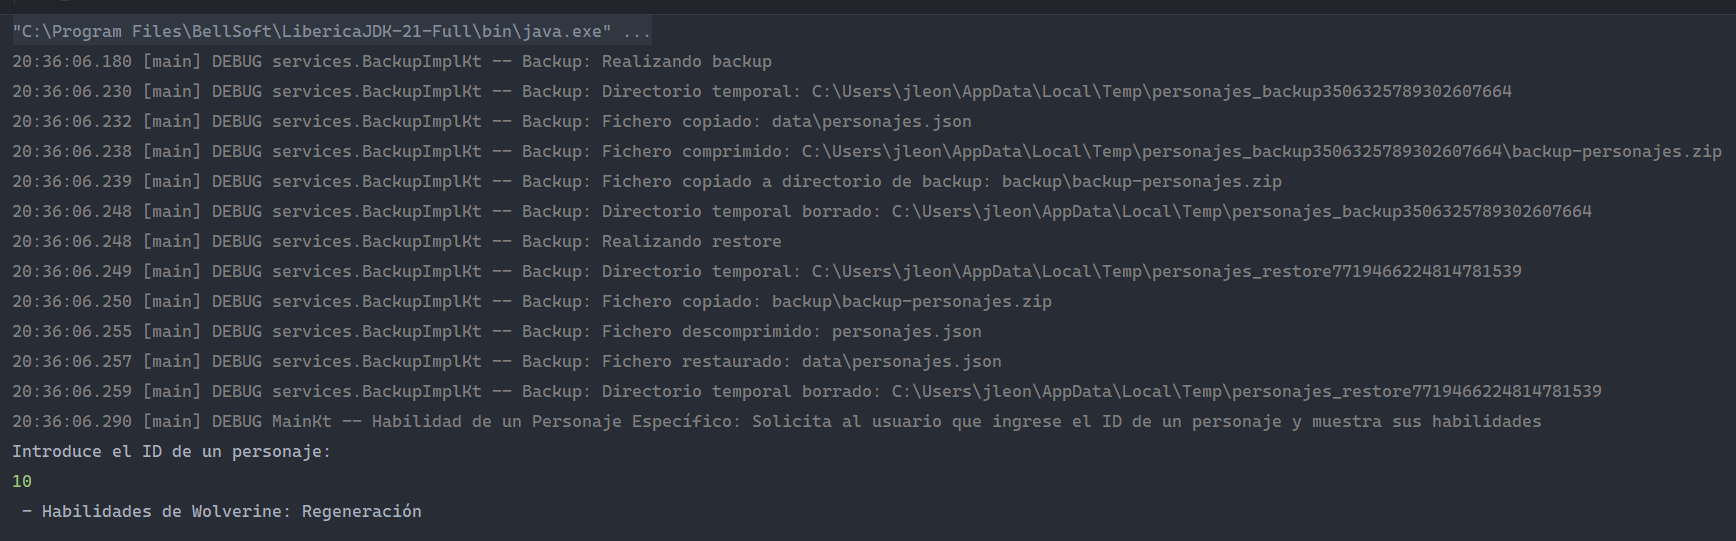 "C:\Program Files\BellSoft\LibericaJDK-21-Full\bin\java.exe" ...
20:36:06.180 [main] DEBUG services.BackupImplKt -- Backup: Realizando backup
20:36:06.230 [main] DEBUG services.BackupImplKt -- Backup: Directorio temporal: C:\Users\jleon\AppData\Local\Temp\personajes_backup3506325789302607664
20:36:06.232 [main] DEBUG services.BackupImplKt -- Backup: Fichero copiado: data\personajes.json
20:36:06.238 [main] DEBUG services.BackupImplKt -- Backup: Fichero comprimido: C:\Users\jleon\AppData\Local\Temp\personajes_backup3506325789302607664\backup-personajes.zip
20:36:06.239 [main] DEBUG services.BackupImplKt -- Backup: Fichero copiado a directorio de backup: backup\backup-personajes.zip
20:36:06.248 [main] DEBUG services.BackupImplKt -- Backup: Directorio temporal borrado: C:\Users\jleon\AppData\Local\Temp\personajes_backup3506325789302607664
20:36:06.248 [main] DEBUG services.BackupImplKt -- Backup: Realizando restore
20:36:06.249 [main] DEBUG services.BackupImplKt -- Backup: Directorio temporal: C:\Users\jleon\AppData\Local\Temp\personajes_restore7719466224814781539
20:36:06.250 [main] DEBUG services.BackupImplKt -- Backup: Fichero copiado: backup\backup-personajes.zip
20:36:06.255 [main] DEBUG services.BackupImplKt -- Backup: Fichero descomprimido: personajes.json
20:36:06.257 [main] DEBUG services.BackupImplKt -- Backup: Fichero restaurado: data\personajes.json
20:36:06.259 [main] DEBUG services.BackupImplKt -- Backup: Directorio temporal borrado: C:\Users\jleon\AppData\Local\Temp\personajes_restore7719466224814781539
20:36:06.290 [main] DEBUG MainKt -- Habilidad de un Personaje Específico: Solicita al usuario que ingrese el ID de un personaje y muestra sus habilidades
Introduce el ID de un personaje:
10
- Habilidades de Wolverine: Regeneración